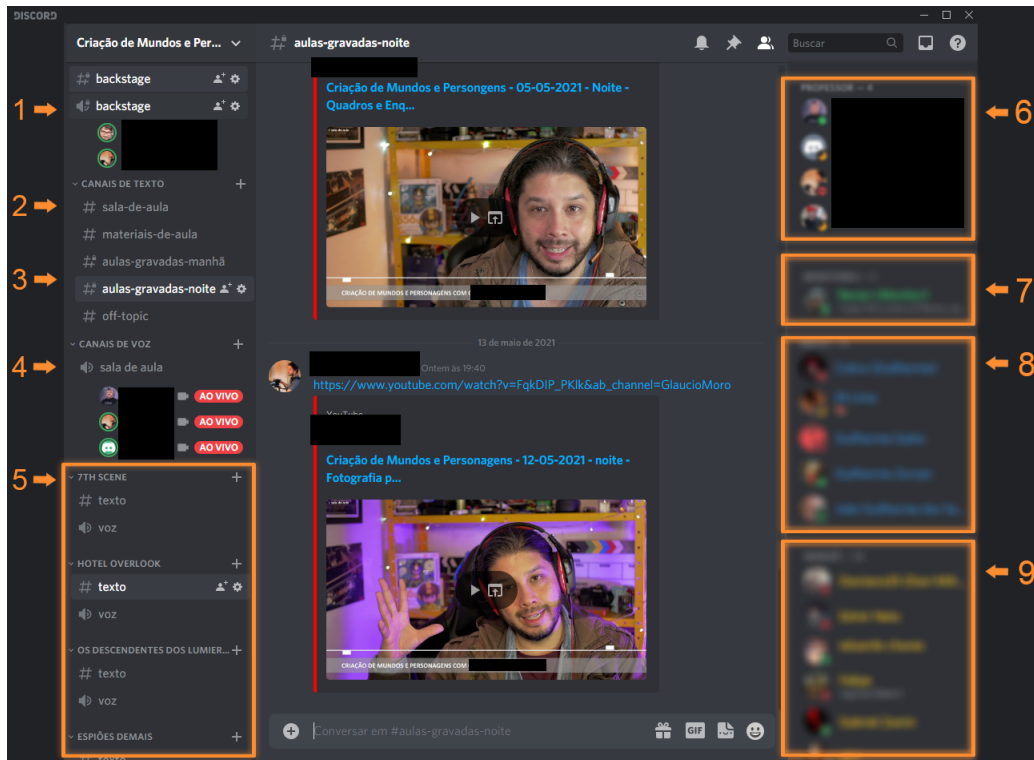 DISCORD
Criação de Mundos e Per...
backstage
backstage
CANAIS DE TEXTO
sala-de-aula
materiais-de-aula
aulas-gravadas-manhã
aulas-gravadas-noite
off-topic
CANAIS DE VOZ
sala de aula
AO VIVO
AO VIVO
AO VIVO
7TH SCENE
texto
voz
HOTEL OVERLOOK
texto
voz
OS DESCENDENTES DOS LUMIER...
texto
voz
ESPIÕES DEMAIS
1
2
3
4
5
aulas-gravadas-noite
Buscar
Criação de Mundos e Persongens - 05-05-2021 - Noite -
Quadros e Enq...
CRIAÇÃO DE MUNDOS E PERSONAGENS COM
13 de maio de 2021
Ontem às 19:40
https://www.youtube.com/watch?v=FqkDIP_PKlk&ab_channel=GlaucioMoro
YouTube
Criação de Mundos e Personagens - 12-05-2021 - noite -
Fotografia p...
CRIAÇÃO DE MUNDOS E PERSONAGENS COM
Conversar em #aulas-gravadas-noite
GIF
PROFESSOR — 4
6
7
8
9